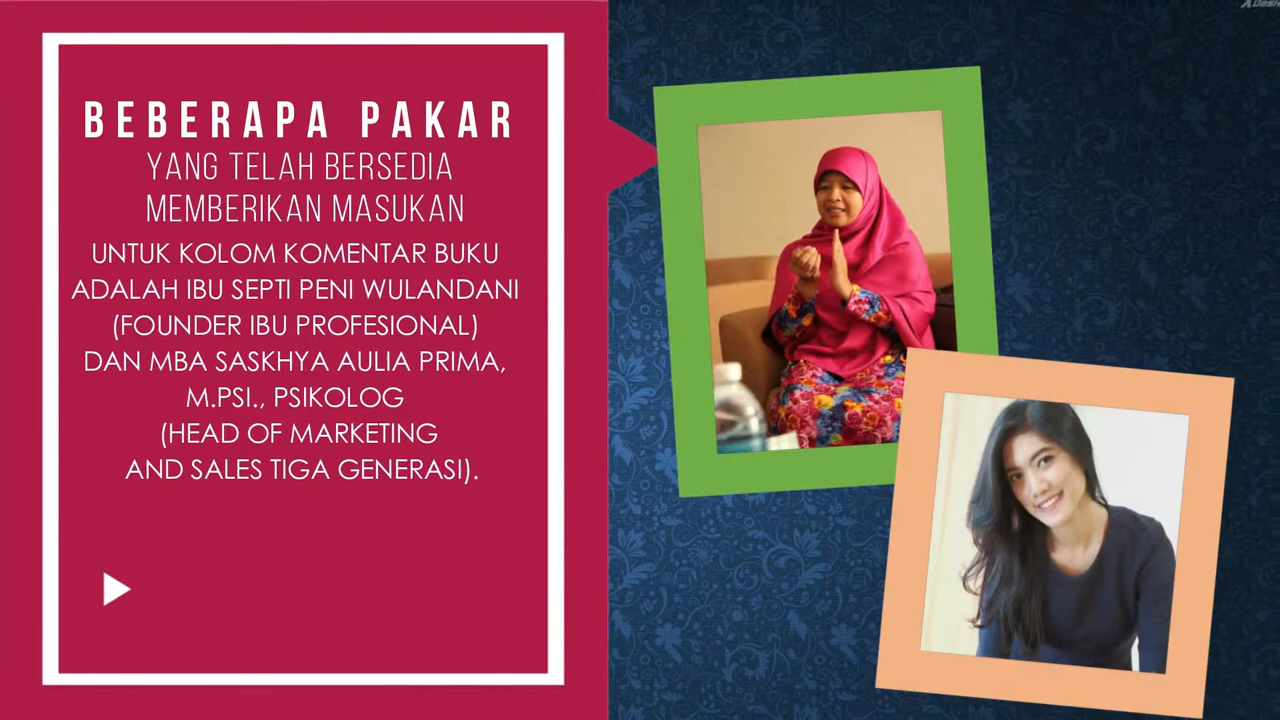 BEBERAPA PAKAR
YANG TELAH BERSEDIA
MEMBERIKAN MASUKAN
UNTUK KOLOM KOMENTAR BUKU
ADALAH IBU SEPTI PENI WULANDANI
(FOUNDER IBU PROFESIONAL)
DAN MBA SASKHYA AULIA PRIMA,
M.PSI., PSIKOLOG
(HEAD OF MARKETING
AND SALES TIGA GENERASI).